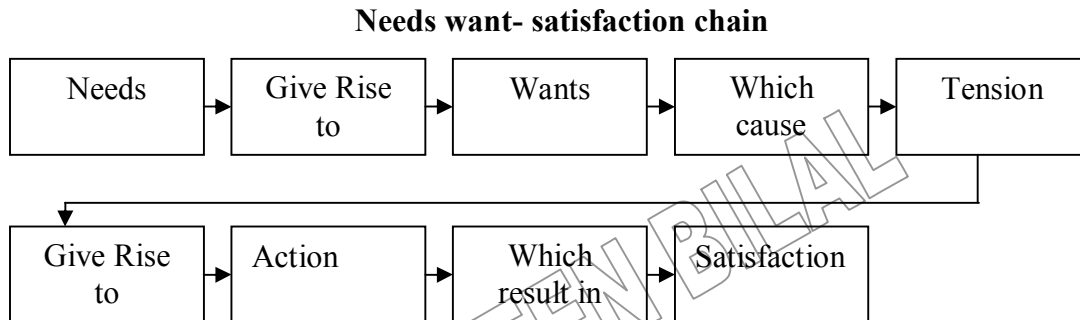 Needs want- satisfaction chain
Needs
Give Rise
to
Wants
Which
cause
Tension
Give Rise
to
Action
Which
result in
Satisfaction
BILAL